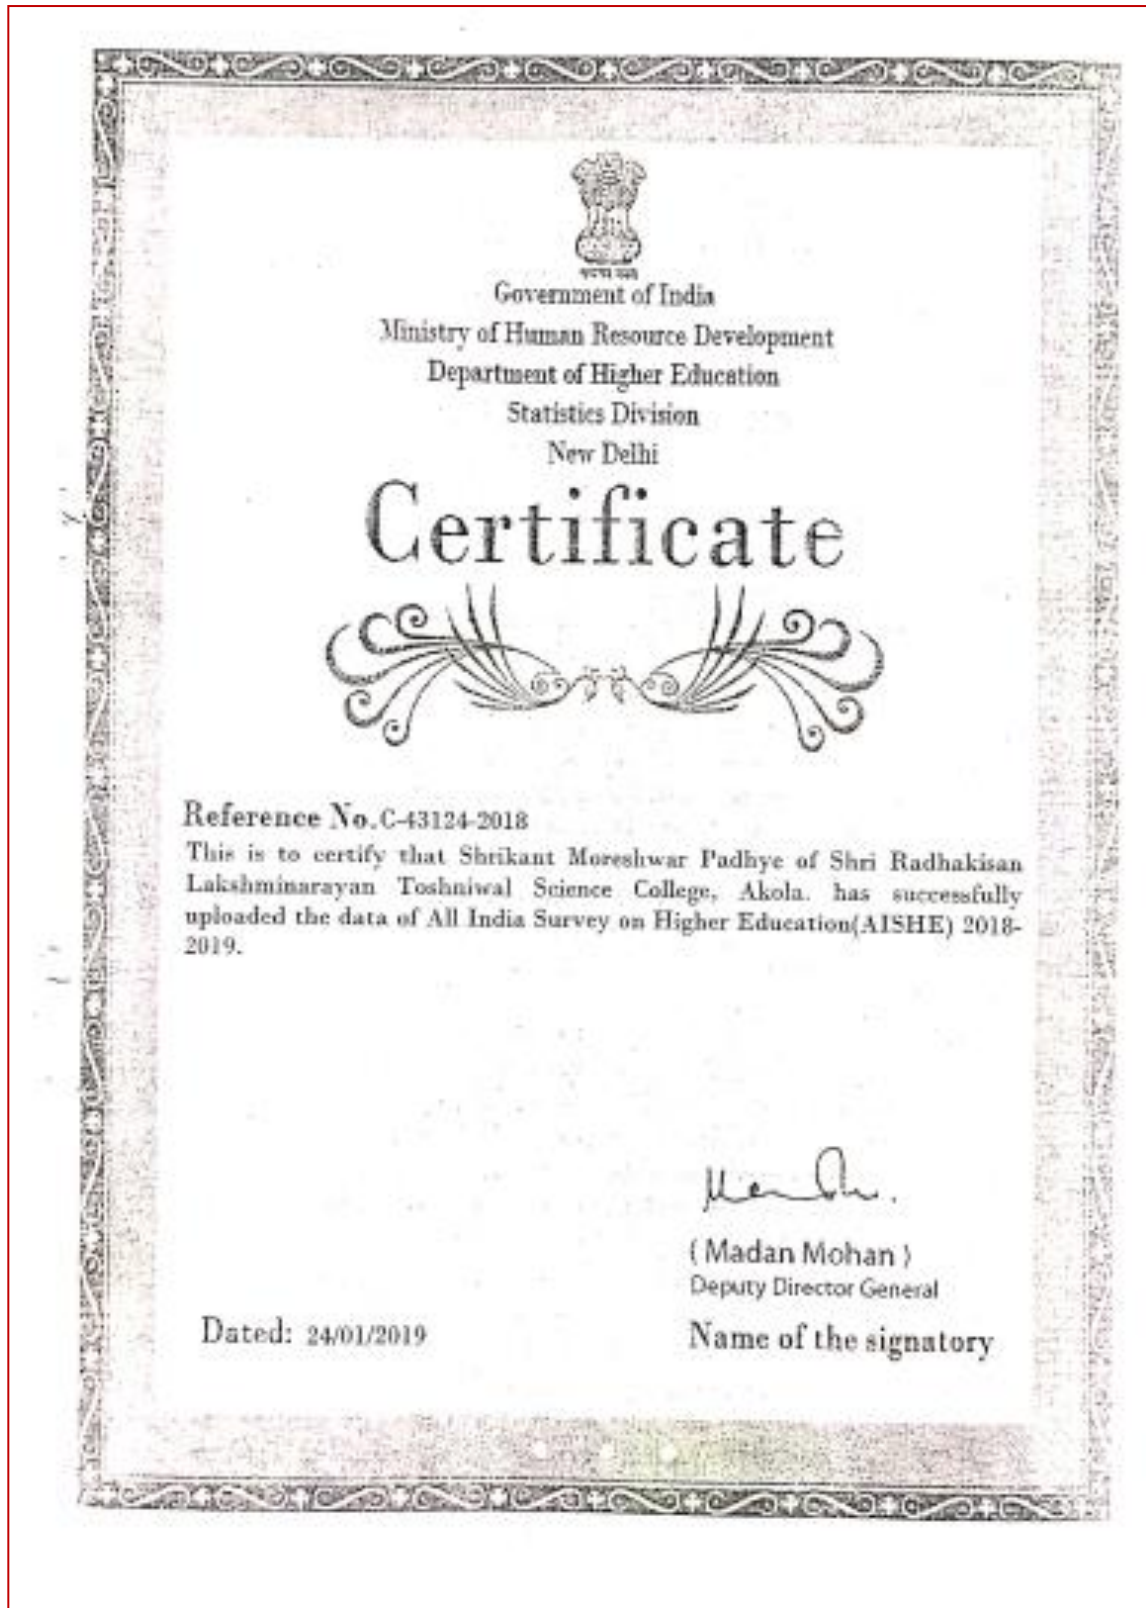 Government of India
Ministry of Human Resource Development
Department of Higher Education
Statistics Division
New Delhi
Certificate
Reference No.C-43124-2018
This is to certify that Shrikant Moreshwar Padhye of Shri Radhakisan
Lakshminarayan Toshniwal Science College, Akola. has successfully
uploaded the data of All India Survey on Higher Education(AISHE) 2018-
2019.
( Madan Mohan )
Deputy Director General
Dated: 24/01/2019
Name of the signatory